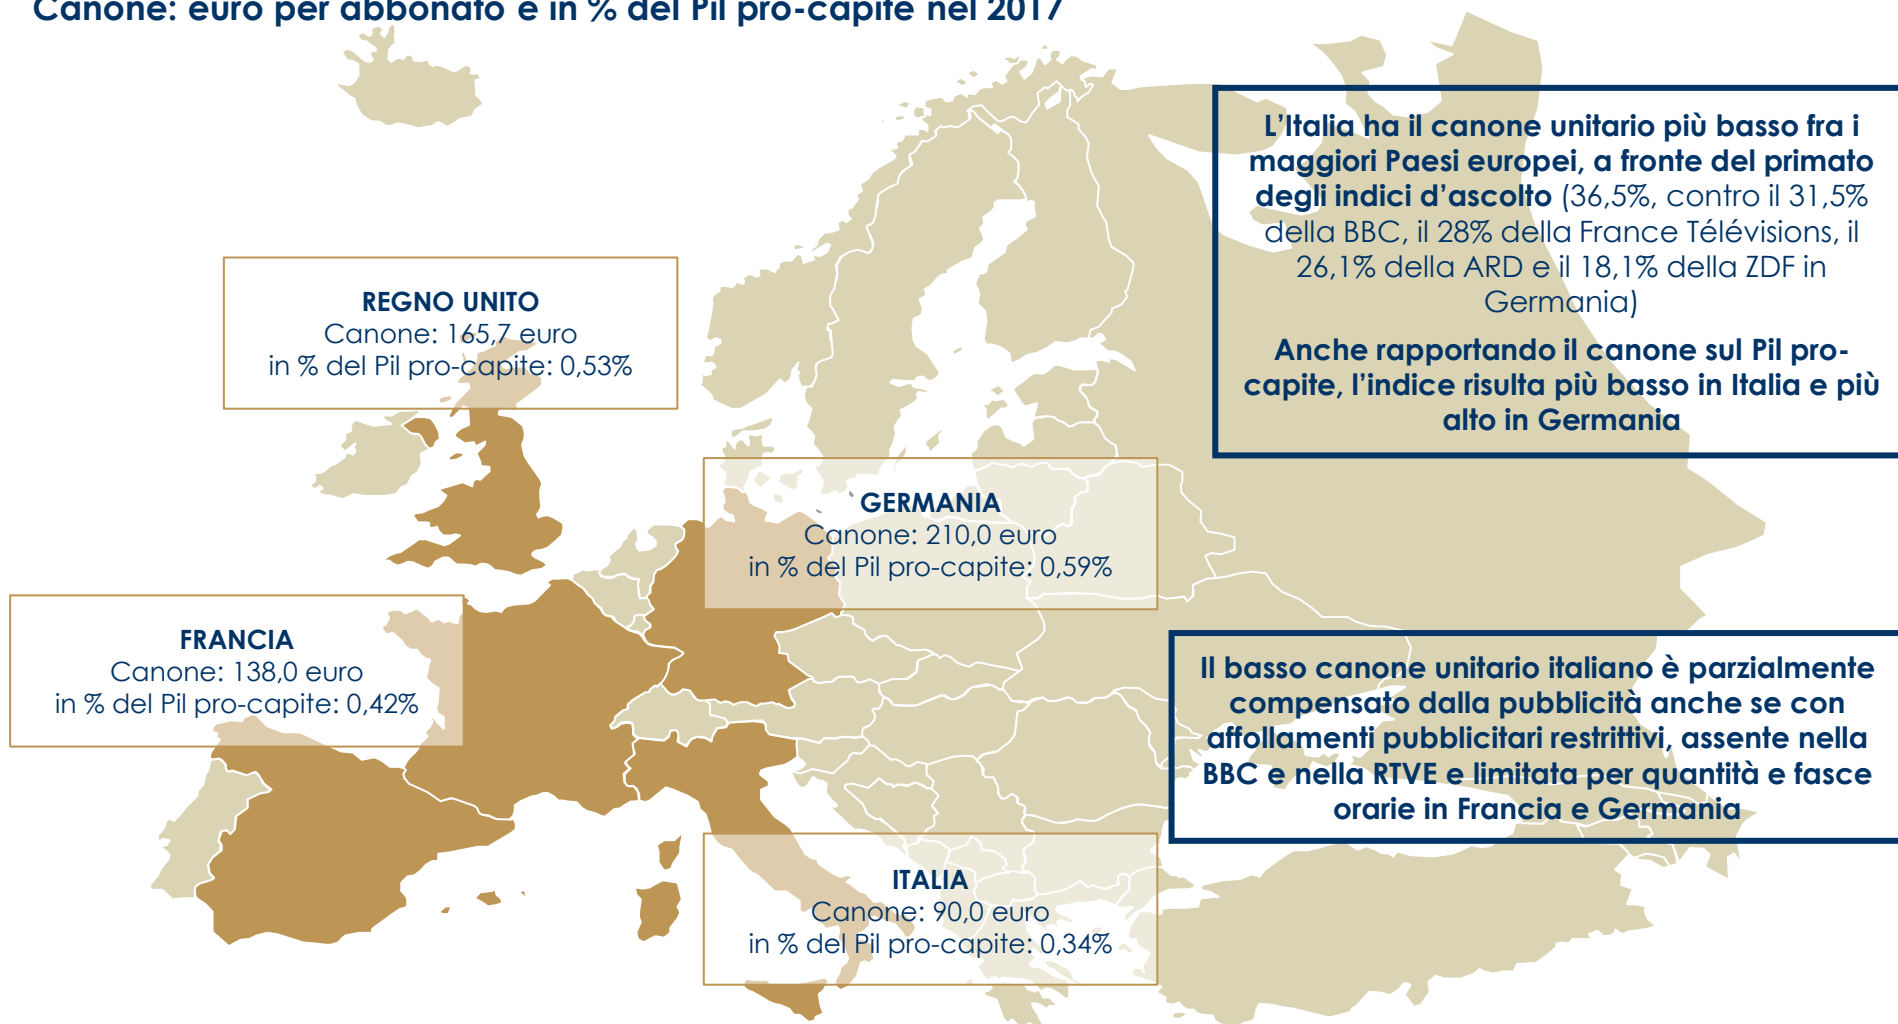 Canone: euro per abbonato e in % del Pil pro-capite nel 2017
L’Italia ha il canone unitario più basso fra i
maggiori Paesi europei, a fronte del primato
degli indici d’ascolto (36,5%, contro il 31,5%
della BBC, il 28% della France Télévisions, il
26,1% della ARD e il 18,1% della ZDF in
Germania)
Anche rapportando il canone sul Pil pro-
capite, l’indice risulta più basso in Italia e più
alto in Germania
REGNO UNITO
Canone: 165,7 euro
in % del Pil pro-capite: 0,53%
GERMANIA
Canone: 210,0 euro
in % del Pil pro-capite: 0,59%
FRANCIA
Canone: 138,0 euro
in % del Pil pro-capite: 0,42%
Il basso canone unitario italiano è parzialmente
compensato dalla pubblicità anche se con
affollamenti pubblicitari restrittivi, assente nella
BBC e nella RTVE e limitata per quantità e fasce
orarie in Francia e Germania
ITALIA
Canone: 90,0 euro
in % del Pil pro-capite: 0,34%